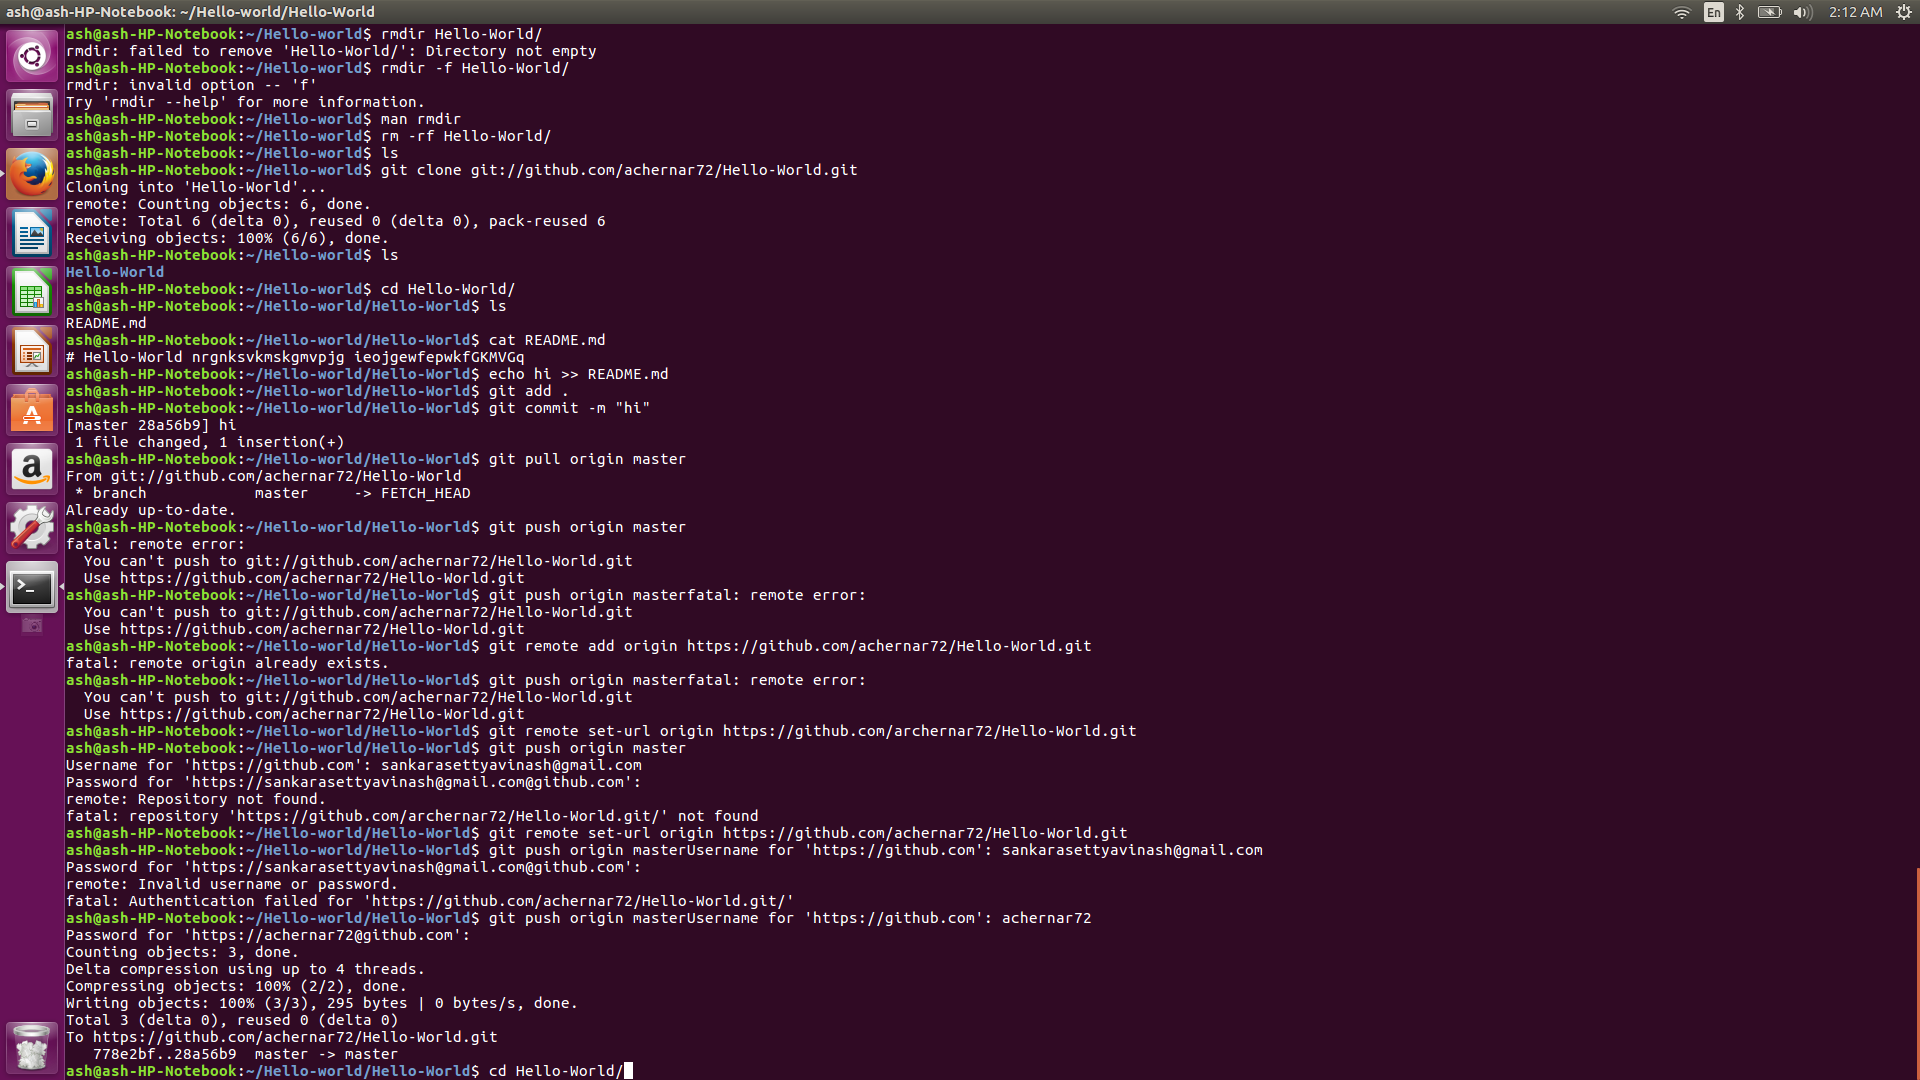 ash@ash-HP-Notebook: ~/Hello-world/Hello-World
En
2:12 AM
ash@ash-HP-Notebook:~/Hello-world$ rmdir Hello-World/
rmdir: failed to remove 'Hello-World/': Directory not empty
ash@ash-HP-Notebook:~/Hello-world$ rmdir -f Hello-World/
rmdir: invalid option -- 'f'
Try 'rmdir --help' for more information.
ash@ash-HP-Notebook:~/Hello-world$ man rmdir
ash@ash-HP-Notebook:~/Hello-world$ rm -rf Hello-World/
ash@ash-HP-Notebook:~/Hello-world$ ls
ash@ash-HP-Notebook:~/Hello-world$ git clone git://github.com/achernar72/Hello-World.git
Cloning into 'Hello-World'...
remote: Counting objects: 6, done.
remote: Total 6 (delta 0), reused 0 (delta 0), pack-reused 6
Receiving objects: 100% (6/6), done.
ash@ash-HP-Notebook:~/Hello-world$ ls
Hello-World
ash@ash-HP-Notebook:~/Hello-world$ cd Hello-World/
ash@ash-HP-Notebook:~/Hello-world/Hello-World$ ls
README.md
ash@ash-HP-Notebook:~/Hello-world/Hello-World$ cat README.md
# Hello-World nrgnksvkmskgmvpjg ieojgewfepwkfGKMVGq
ash@ash-HP-Notebook:~/Hello-world/Hello-World$ echo hi >> README.md
ash@ash-HP-Notebook:~/Hello-world/Hello-World$ git add .
ash@ash-HP-Notebook:~/Hello-world/Hello-World$ git commit -m "hi"
[master 28a56b9] hi
 1 file changed, 1 insertion(+)
ash@ash-HP-Notebook:~/Hello-world/Hello-World$ git pull origin master
From git://github.com/achernar72/Hello-World
 * branch            master     -> FETCH_HEAD
Already up-to-date.
ash@ash-HP-Notebook:~/Hello-world/Hello-World$ git push origin master
fatal: remote error:
  You can't push to git://github.com/achernar72/Hello-World.git
  Use https://github.com/achernar72/Hello-World.git
ash@ash-HP-Notebook:~/Hello-world/Hello-World$ git push origin masterfatal: remote error:
  You can't push to git://github.com/achernar72/Hello-World.git
  Use https://github.com/achernar72/Hello-World.git
ash@ash-HP-Notebook:~/Hello-world/Hello-World$ git remote add origin https://github.com/achernar72/Hello-World.git
fatal: remote origin already exists.
ash@ash-HP-Notebook:~/Hello-world/Hello-World$ git push origin masterfatal: remote error:
  You can't push to git://github.com/achernar72/Hello-World.git
  Use https://github.com/achernar72/Hello-World.git
ash@ash-HP-Notebook:~/Hello-world/Hello-World$ git remote set-url origin https://github.com/archernar72/Hello-World.git
ash@ash-HP-Notebook:~/Hello-world/Hello-World$ git push origin master
Username for 'https://github.com': sankarasettyavinash@gmail.com
Password for 'https://sankarasettyavinash@gmail.com@github.com':
remote: Repository not found.
fatal: repository 'https://github.com/archernar72/Hello-World.git/' not found
ash@ash-HP-Notebook:~/Hello-world/Hello-World$ git remote set-url origin https://github.com/achernar72/Hello-World.git
ash@ash-HP-Notebook:~/Hello-world/Hello-World$ git push origin masterUsername for 'https://github.com': sankarasettyavinash@gmail.com
Password for 'https://sankarasettyavinash@gmail.com@github.com':
remote: Invalid username or password.
fatal: Authentication failed for 'https://github.com/achernar72/Hello-World.git/'
ash@ash-HP-Notebook:~/Hello-world/Hello-World$ git push origin masterUsername for 'https://github.com': achernar72
Password for 'https://achernar72@github.com':
Counting objects: 3, done.
Delta compression using up to 4 threads.
Compressing objects: 100% (2/2), done.
Writing objects: 100% (3/3), 295 bytes | 0 bytes/s, done.
Total 3 (delta 0), reused 0 (delta 0)
To https://github.com/achernar72/Hello-World.git
   778e2bf..28a56b9  master -> master
ash@ash-HP-Notebook:~/Hello-world/Hello-World$ cd Hello-World/